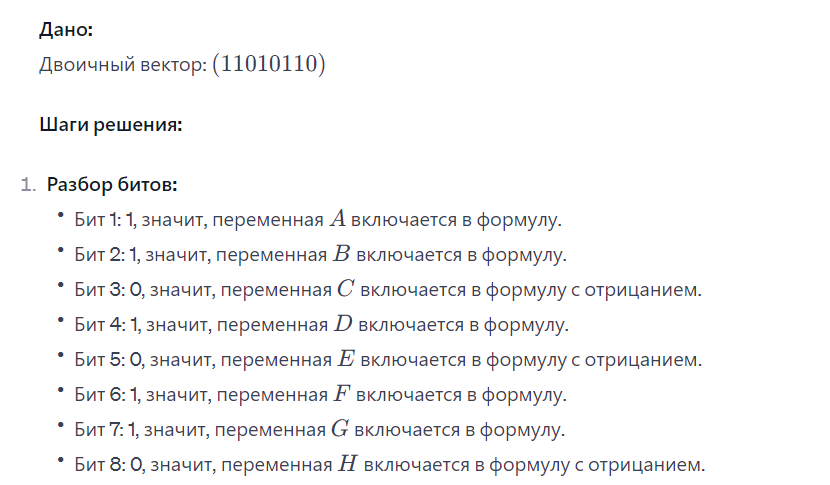 Дано:
Двоичный вектор: (11010110)
Шаги решения:
1. Разбор битов:
• Бит 1: 1, значит, переменная A включается в формулу.
• Бит 2: 1, значит, переменная B включается в формулу.
• Бит 3: 0, значит, переменная C включается в формулу с отрицанием.
• Бит 4: 1, значит, переменная D включается в формулу.
• Бит 5: 0, значит, переменная E включается в формулу с отрицанием.
• Бит 6: 1, значит, переменная F включается в формулу.
• Бит 7: 1, значит, переменная G включается в формулу.
• Бит 8: 0, значит, переменная H включается в формулу с отрицанием.